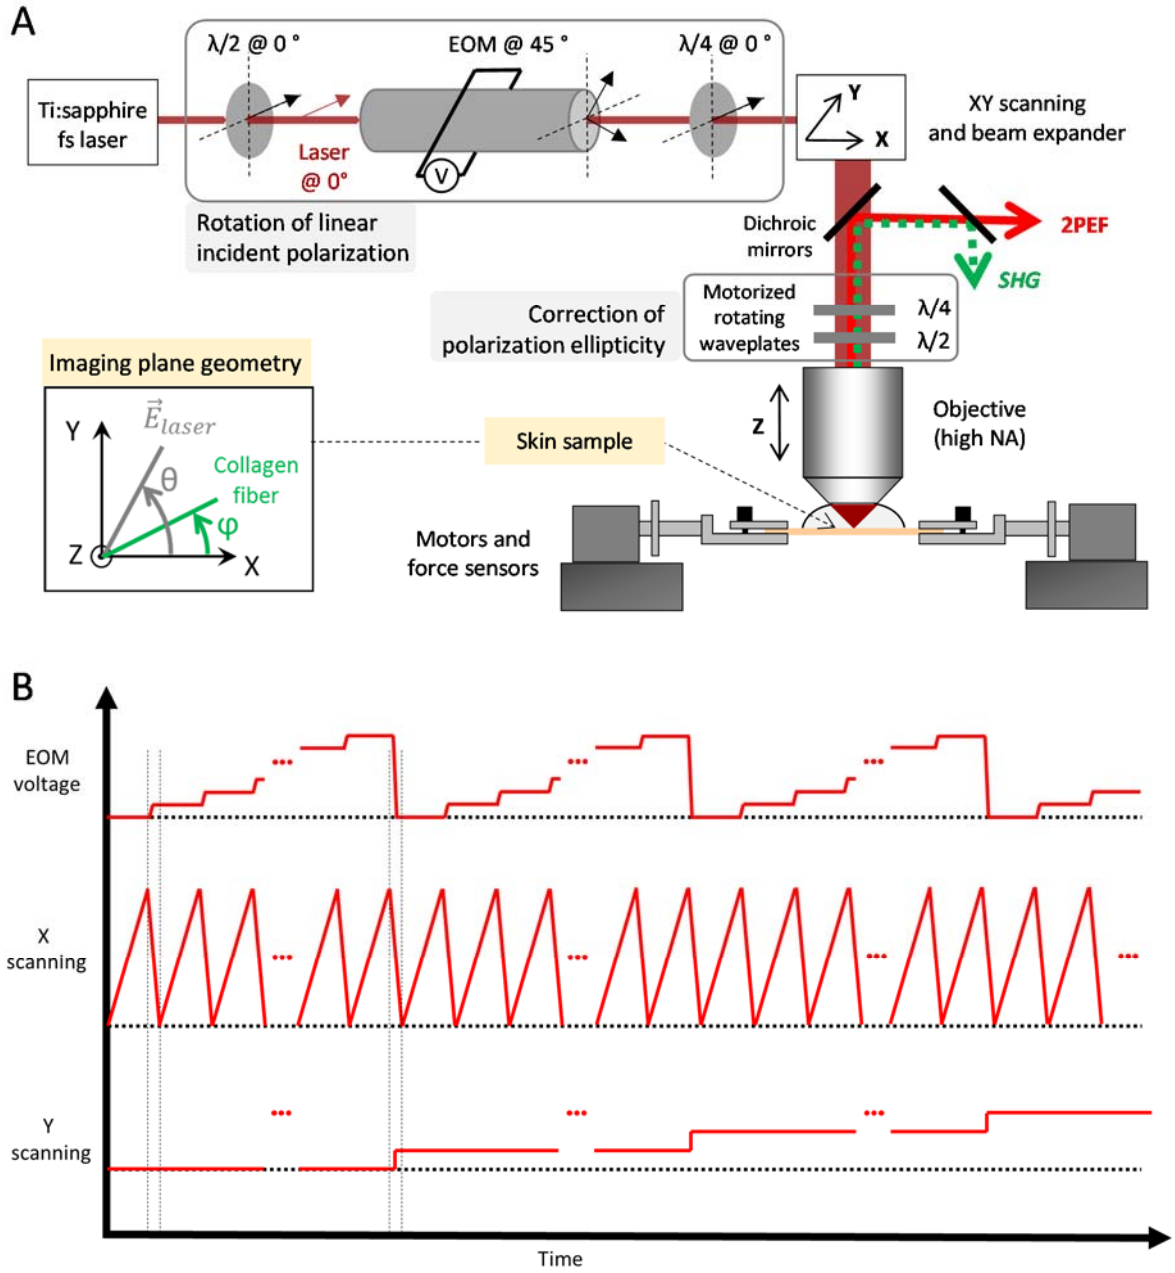 A
λ/2 @ 0 °
EOM @ 45 °
λ/4 @ 0 °
Ti:sapphire
fs laser
Laser
@ 0°
V
Y
X
XY scanning
and beam expander
Rotation of linear
incident polarization
Dichroic
mirrors
2PEF
SHG
Correction of
polarization ellipticity
Motorized
rotating
waveplates
λ/4
λ/2
Imaging plane geometry
Y
E⃗laser
θ
Collagen
fiber
φ
Z
X
Skin sample
Z
Objective
(high NA)
Motors and
force sensors
B
EOM
voltage
...
...
...
X
scanning
...
...
...
...
Y
scanning
...
...
...
Time